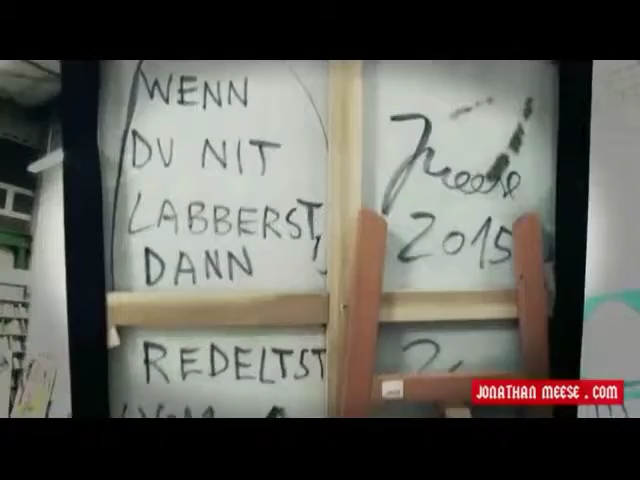 WENN
DU NIT
LABBERST,
DANN
REDELTST
Meese
2015
JONATHAN MEESE . COM